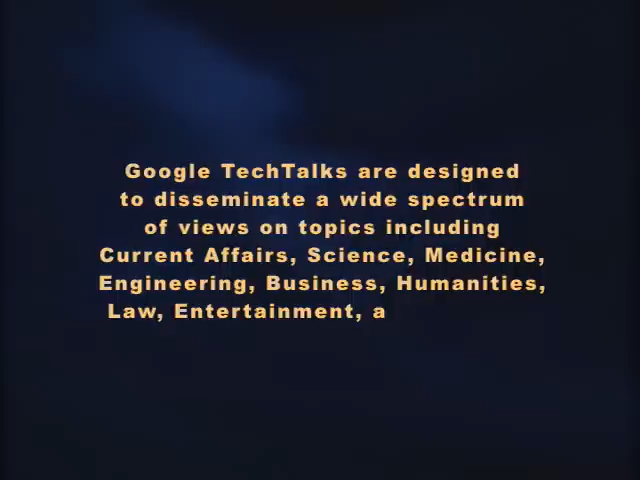 Google TechTalks are designed
to disseminate a wide spectrum
of views on topics including
Current Affairs, Science, Medicine,
Engineering, Business, Humanities,
Law, Entertainment, a